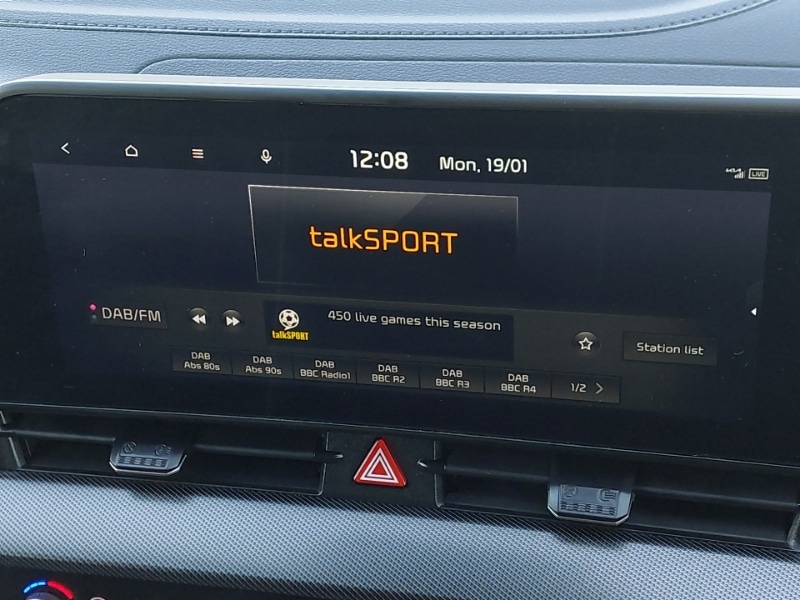 12:08 Mon, 19/01
KIA LIVE
talkSPORT
DAB/FM
talkSPORT
450 live games this season
Station list
DAB
Abs 80s
DAB
Abs 90s
DAB
BBC Radio1
DAB
BBC R2
DAB
BBC R3
DAB
BBC R4
1/2